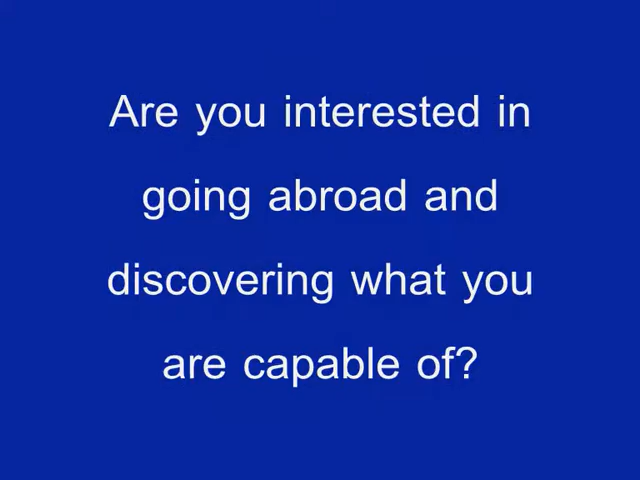 Are you interested in
going abroad and
discovering what you
are capable of?